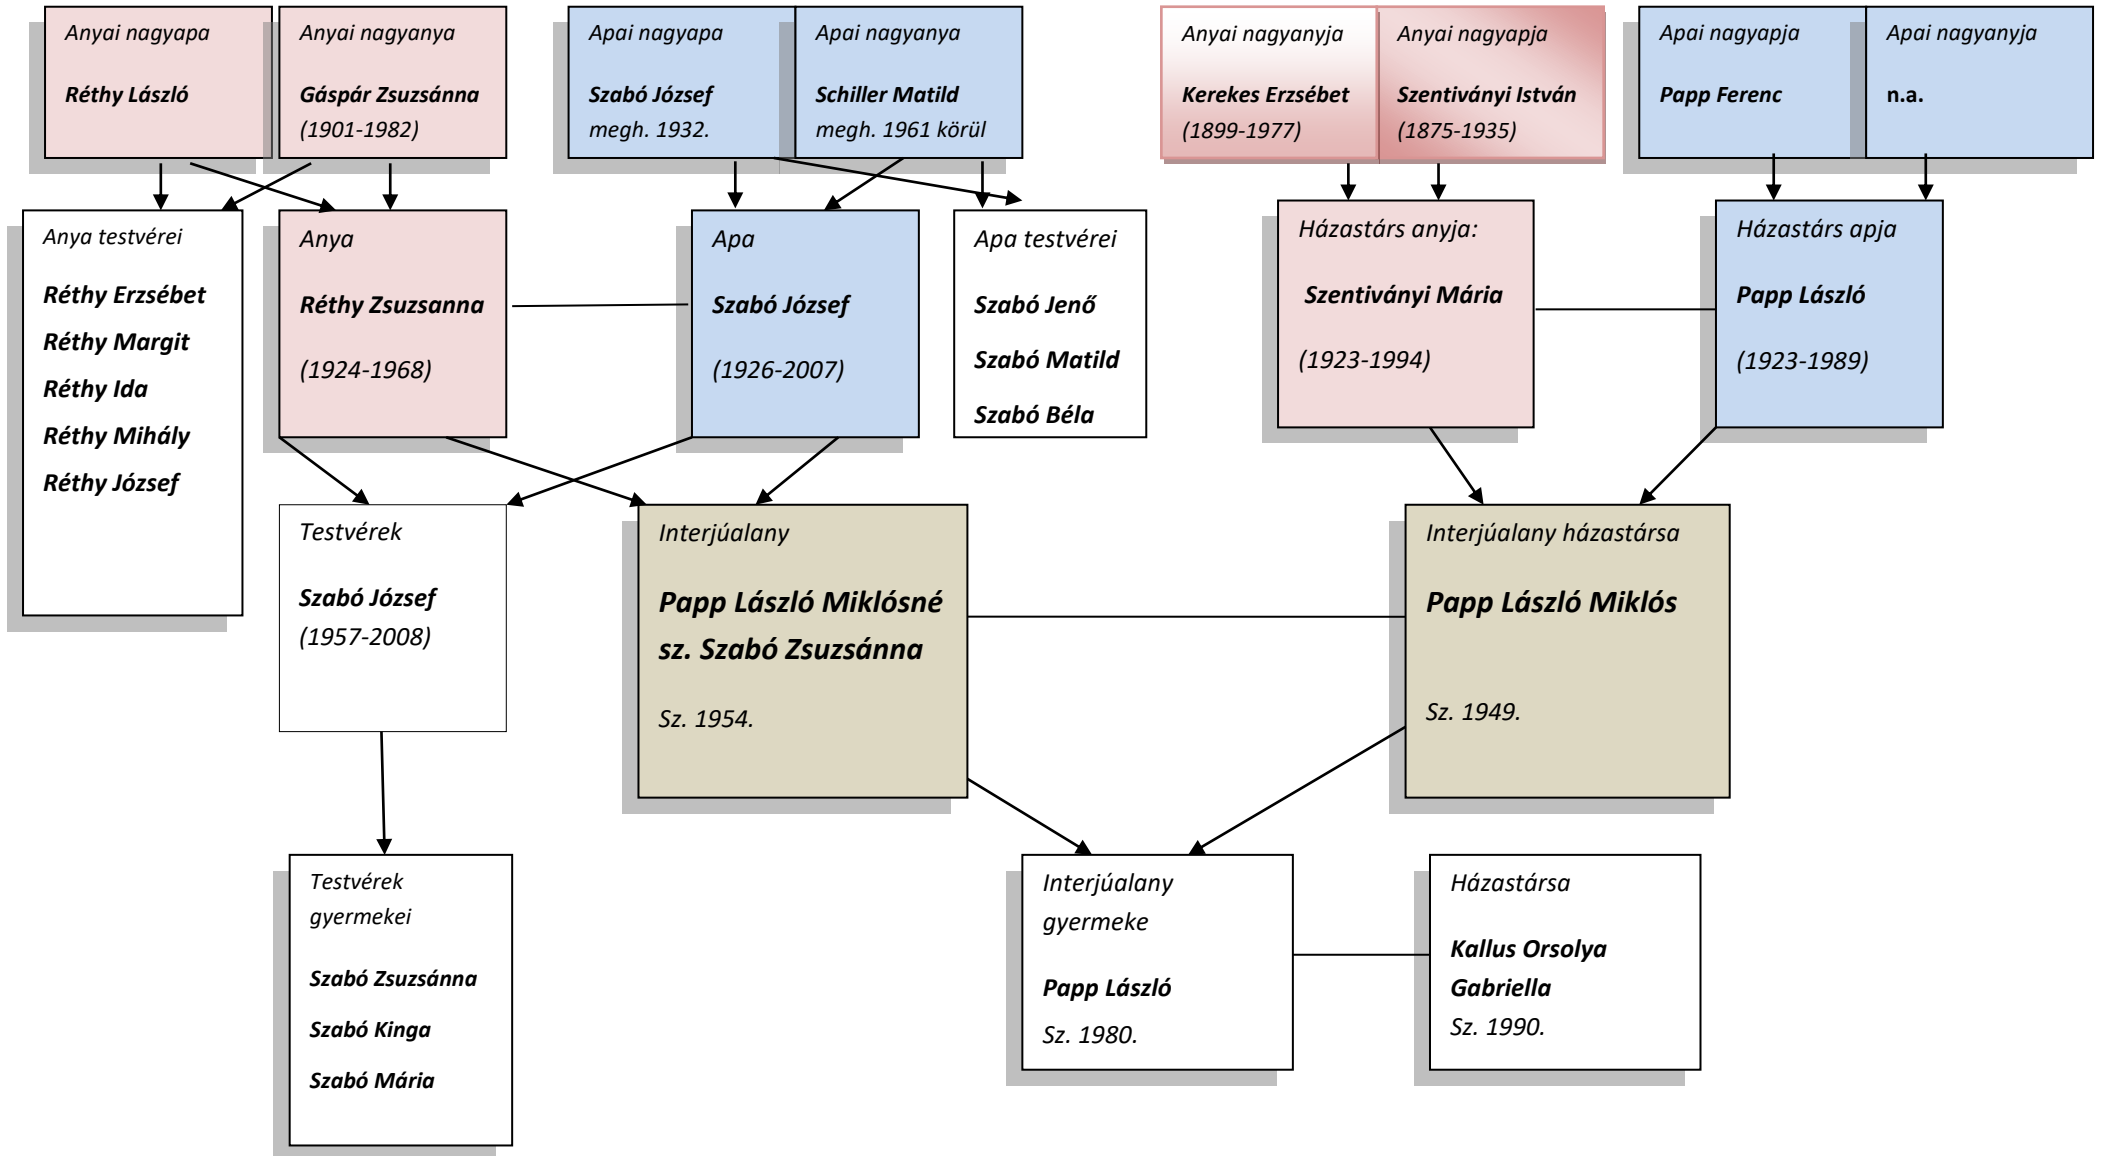 Anyai nagyapa
Réthy László
Anyai nagyanya
Gáspár Zsuzsánna
(1901-1982)
Apai nagyapa
Szabó József
megh. 1932.
Apai nagyanya
Schiller Matild
megh. 1961 körül
Anyai nagyanyja
Kerekes Erzsébet
(1899-1977)
Anyai nagyapja
Szentiványi István
(1875-1935)
Apai nagyapja
Papp Ferenc
Apai nagyanyja
n.a.
Anya testvérei
Réthy Erzsébet
Réthy Margit
Réthy Ida
Réthy Mihály
Réthy József
Anya
Réthy Zsuzsanna
(1924-1968)
Apa
Szabó József
(1926-2007)
Apa testvérei
Szabó Jenő
Szabó Matild
Szabó Béla
Házastárs anyja:
Szentiványi Mária
(1923-1994)
Házastárs apja
Papp László
(1923-1989)
Testvérek
Szabó József
(1957-2008)
Interjúalany
Papp László Miklósné
sz. Szabó Zsuzsánna
Sz. 1954.
Interjúalany házastársa
Papp László Miklós
Sz. 1949.
Testvérek
gyermekei
Szabó Zsuzsánna
Szabó Kinga
Szabó Mária
Interjúalany
gyermeke
Papp László
Sz. 1980.
Házastársa
Kallus Orsolya
Gabriella
Sz. 1990.